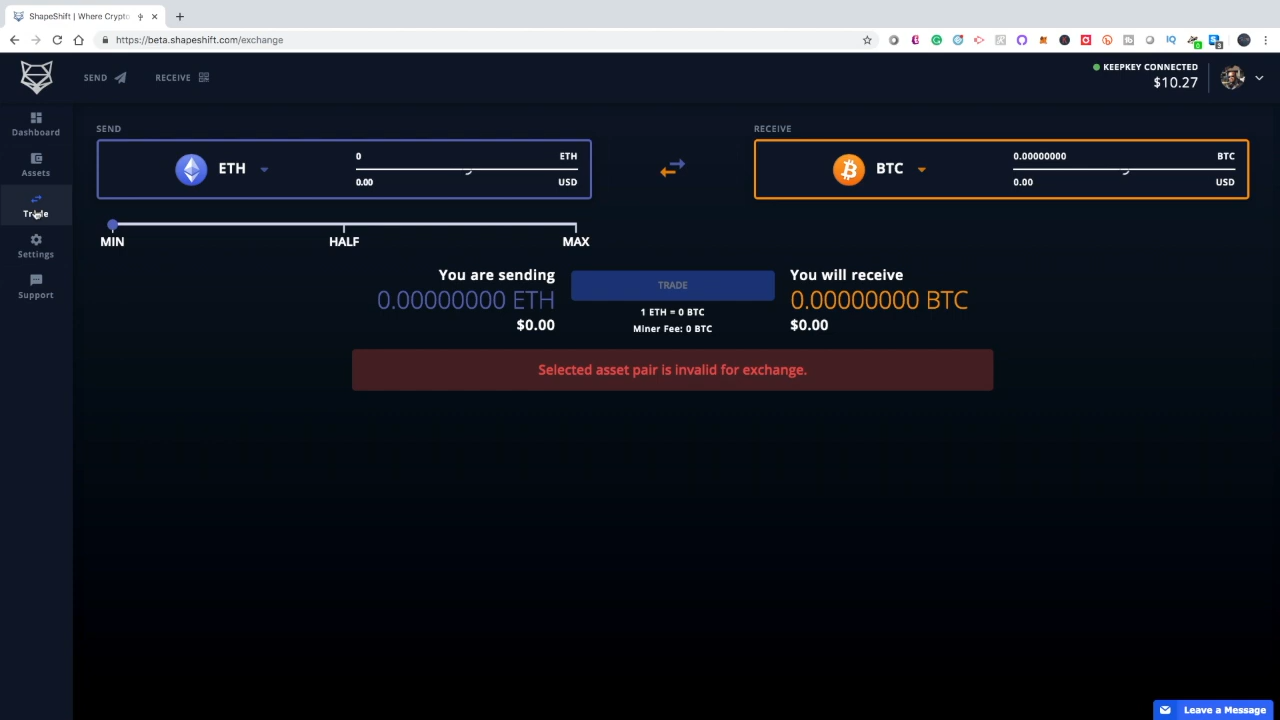 ShapeShift | Where Crypto
https://beta.shapeshift.com/exchange
SEND
RECEIVE
KEEPKEY CONNECTED
$10.27
Dashboard
Assets
Trade
Settings
Support
SEND
ETH
0 ETH
0.00 USD
RECEIVE
BTC
0.00000000 BTC
0.00 USD
MIN HALF MAX
You are sending
0.00000000 ETH
$0.00
TRADE
1 ETH = 0 BTC
Miner Fee: 0 BTC
You will receive
0.00000000 BTC
$0.00
Selected asset pair is invalid for exchange.
Leave a Message